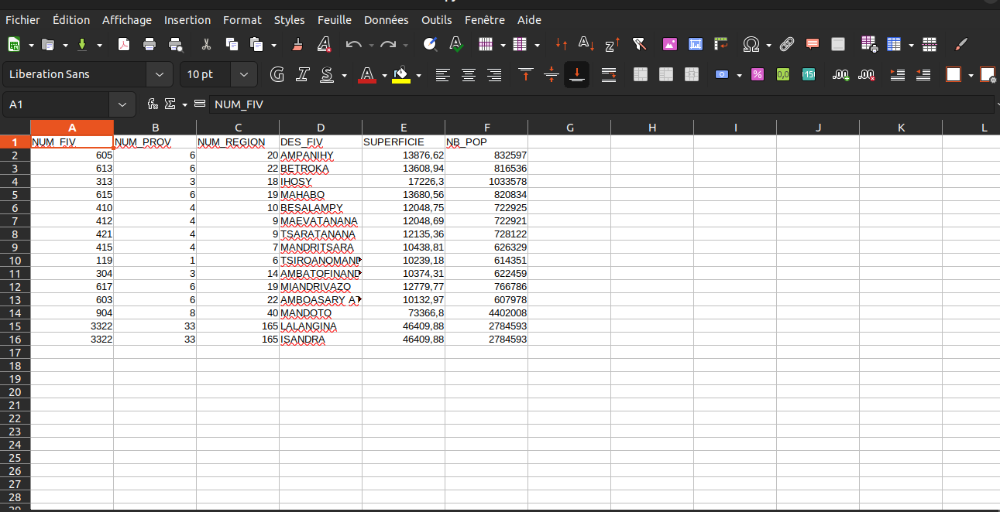 Fichier Édition Affichage Insertion Format Styles Feuille Données Outils Fenêtre Aide
Liberation Sans 10 pt
A1 NUM_FIV
A B C D E F G H I J K L
1 NUM_FIV NUM_PROV NUM_REGION DES_FIV SUPERFICIE NB_POP
2 605 6 20 AMPANIHY 13876,62 832597
3 613 6 22 BETROKA 13608,94 816536
4 313 3 18 IHOSY 17226,3 1033578
5 615 6 19 MAHABO 13680,56 820834
6 410 4 10 BESALAMPY 12048,75 722925
7 412 4 9 MAEVATANANA 12048,69 722921
8 421 4 9 TSARATANANA 12135,36 728122
9 415 4 7 MANDRITSARA 10438,81 626329
10 119 1 6 TSIROANOMAND 10239,18 614351
11 304 3 14 AMBATOFINAND 10374,31 622459
12 617 6 19 MIANDRIVAZO 12779,77 766786
13 603 6 22 AMBOASARY AT 10132,97 607978
14 904 8 40 MANDOTO 73366,8 4402008
15 3322 33 165 LALANGINA 46409,88 2784593
16 3322 33 165 ISANDRA 46409,88 2784593
17
18
19
20
21
22
23
24
25
26
27
28